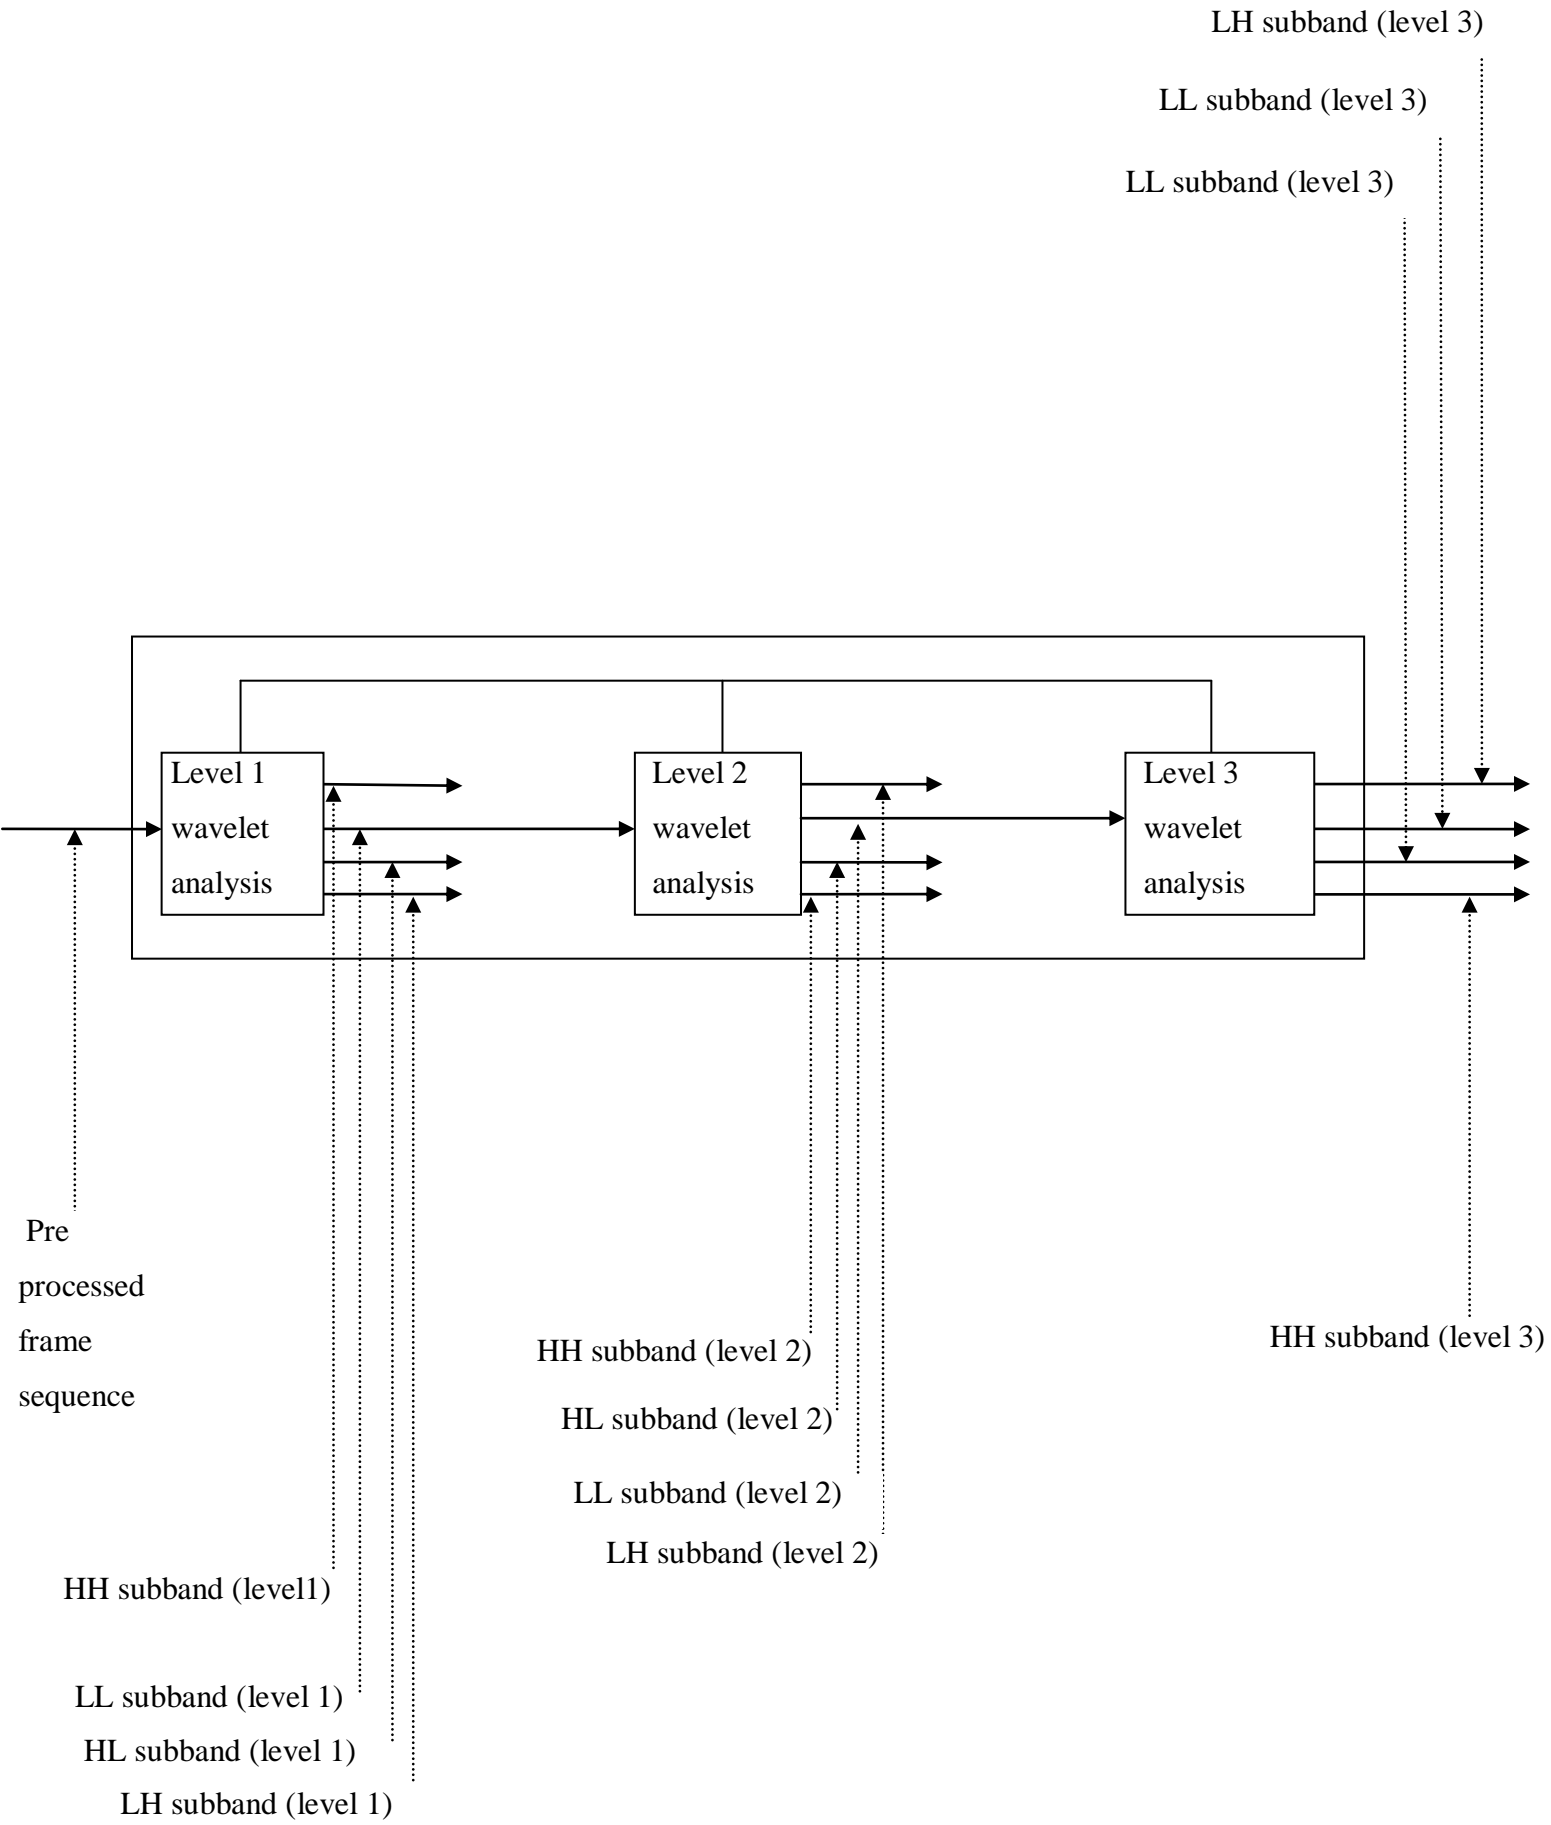 LH subband (level 3)
LL subband (level 3)
LL subband (level 3)
Level 1
wavelet
analysis
Level 2
wavelet
analysis
Level 3
wavelet
analysis
Pre
processed
frame
sequence
HH subband (level 2)
HL subband (level 2)
LL subband (level 2)
LH subband (level 2)
HH subband (level 3)
HH subband (level1)
LL subband (level 1)
HL subband (level 1)
LH subband (level 1)